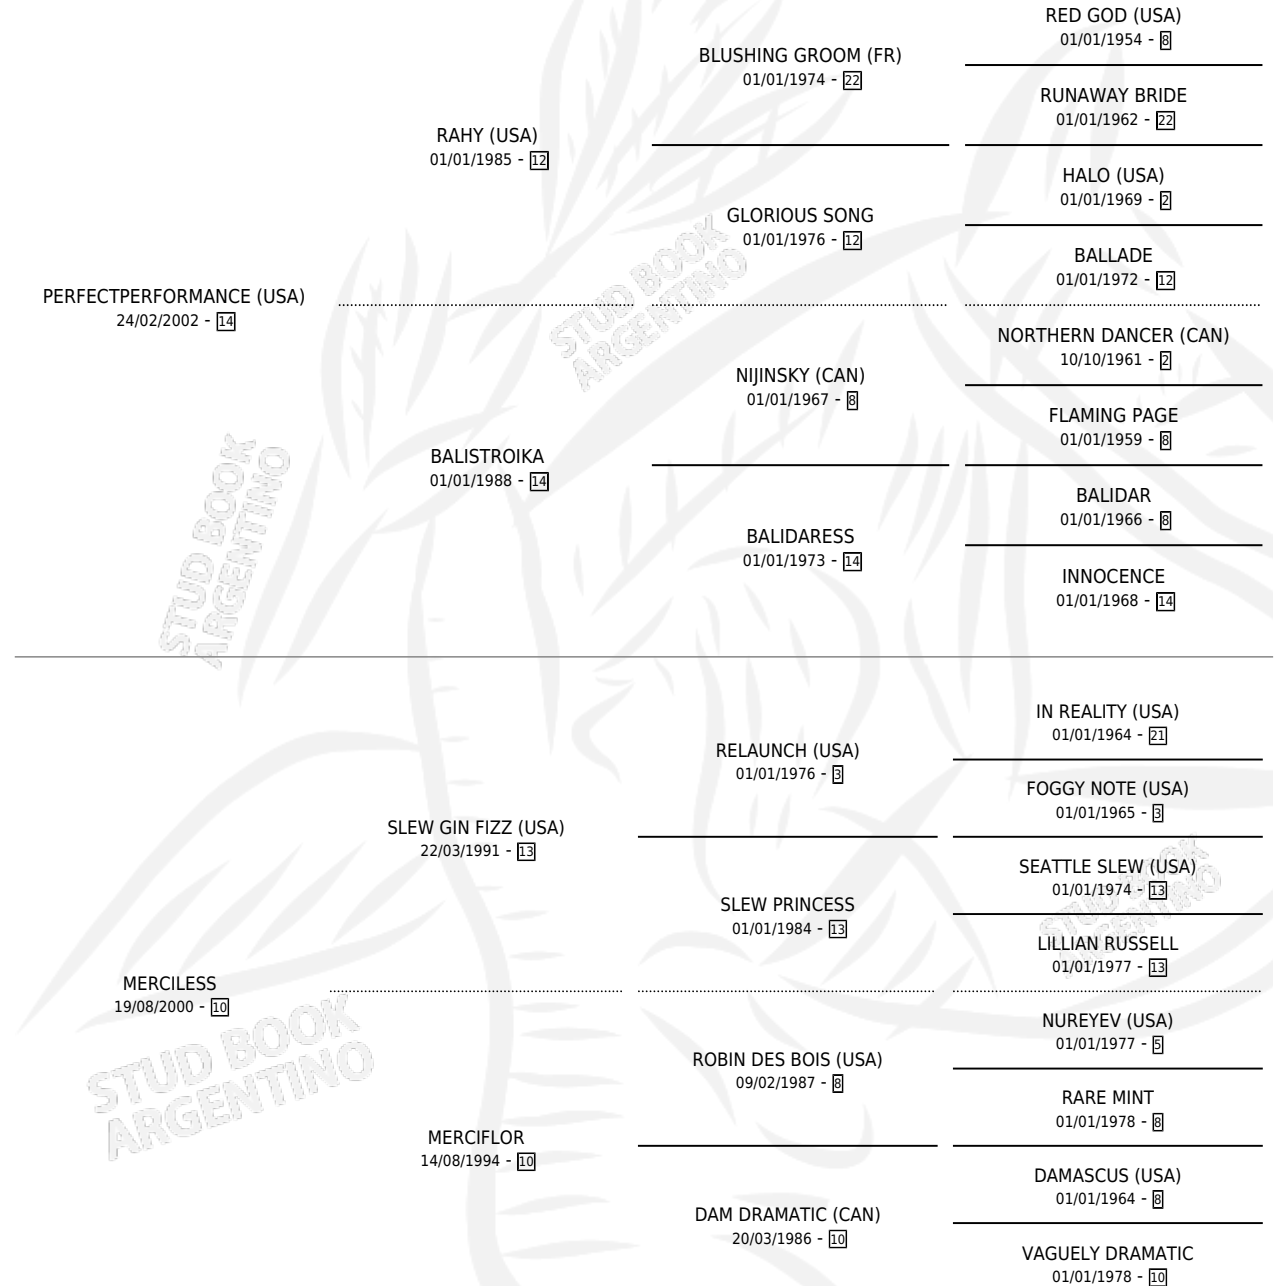 RED GOD (USA)
01/01/1954 - 8
BLUSHING GROOM (FR)
01/01/1974 - 22
RUNAWAY BRIDE
01/01/1962 - 22
RAHY (USA)
01/01/1985 - 12
HALO (USA)
01/01/1969 - 2
GLORIOUS SONG
01/01/1976 - 12
BALLADE
01/01/1972 - 12
PERFECTPERFORMANCE (USA)
24/02/2002 - 14
NORTHERN DANCER (CAN)
10/10/1961 - 2
NIJINSKY (CAN)
01/01/1967 - 8
FLAMING PAGE
01/01/1959 - 8
BALISTROIKA
01/01/1988 - 14
BALIDAR
01/01/1966 - 8
BALIDARESS
01/01/1973 - 14
INNOCENCE
01/01/1968 - 14
IN REALITY (USA)
01/01/1964 - 21
RELAUNCH (USA)
01/01/1976 - 3
FOGGY NOTE (USA)
01/01/1965 - 3
SLEW GIN FIZZ (USA)
22/03/1991 - 13
SEATTLE SLEW (USA)
01/01/1974 - 13
SLEW PRINCESS
01/01/1984 - 13
LILLIAN RUSSELL
01/01/1977 - 13
MERCILESS
19/08/2000 - 10
NUREYEV (USA)
01/01/1977 - 5
ROBIN DES BOIS (USA)
09/02/1987 - 8
RARE MINT
01/01/1978 - 8
MERCIFLOR
14/08/1994 - 10
DAMASCUS (USA)
01/01/1964 - 8
DAM DRAMATIC (CAN)
20/03/1986 - 10
VAGUELY DRAMATIC
01/01/1978 - 10
STUD BOOK
ARGENTINO
STUD BOOK
ARGENTINO
STUD BOOK
ARGENTINO
STUD BOOK
ARGENTINO